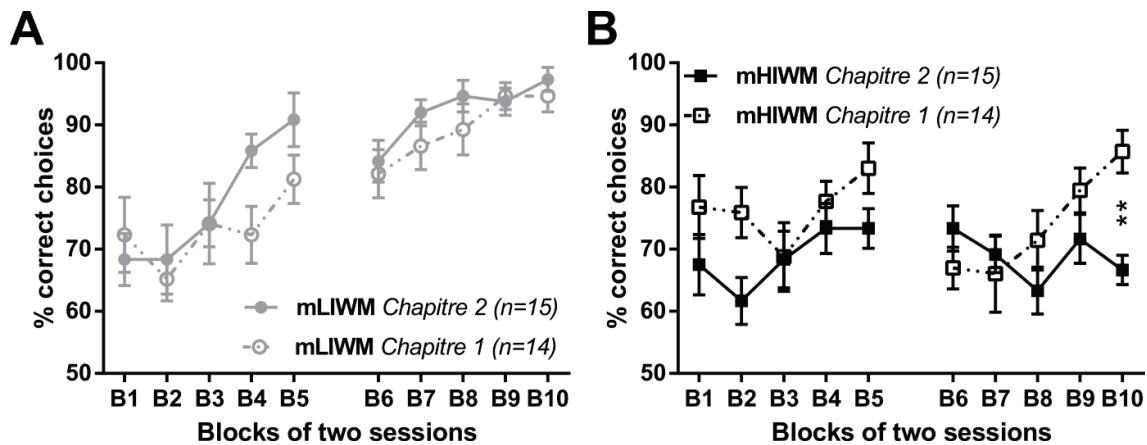 A
% correct choices
100
90
80
70
60
50
mLIWM Chapitre 2 (n=15)
mLIWM Chapitre 1 (n=14)
B1 B2 B3 B4 B5 B6 B7 B8 B9 B10
Blocks of two sessions
B
% correct choices
100
90
80
70
60
50
mHIWM Chapitre 2 (n=15)
mHIWM Chapitre 1 (n=14)
**
B1 B2 B3 B4 B5 B6 B7 B8 B9 B10
Blocks of two sessions